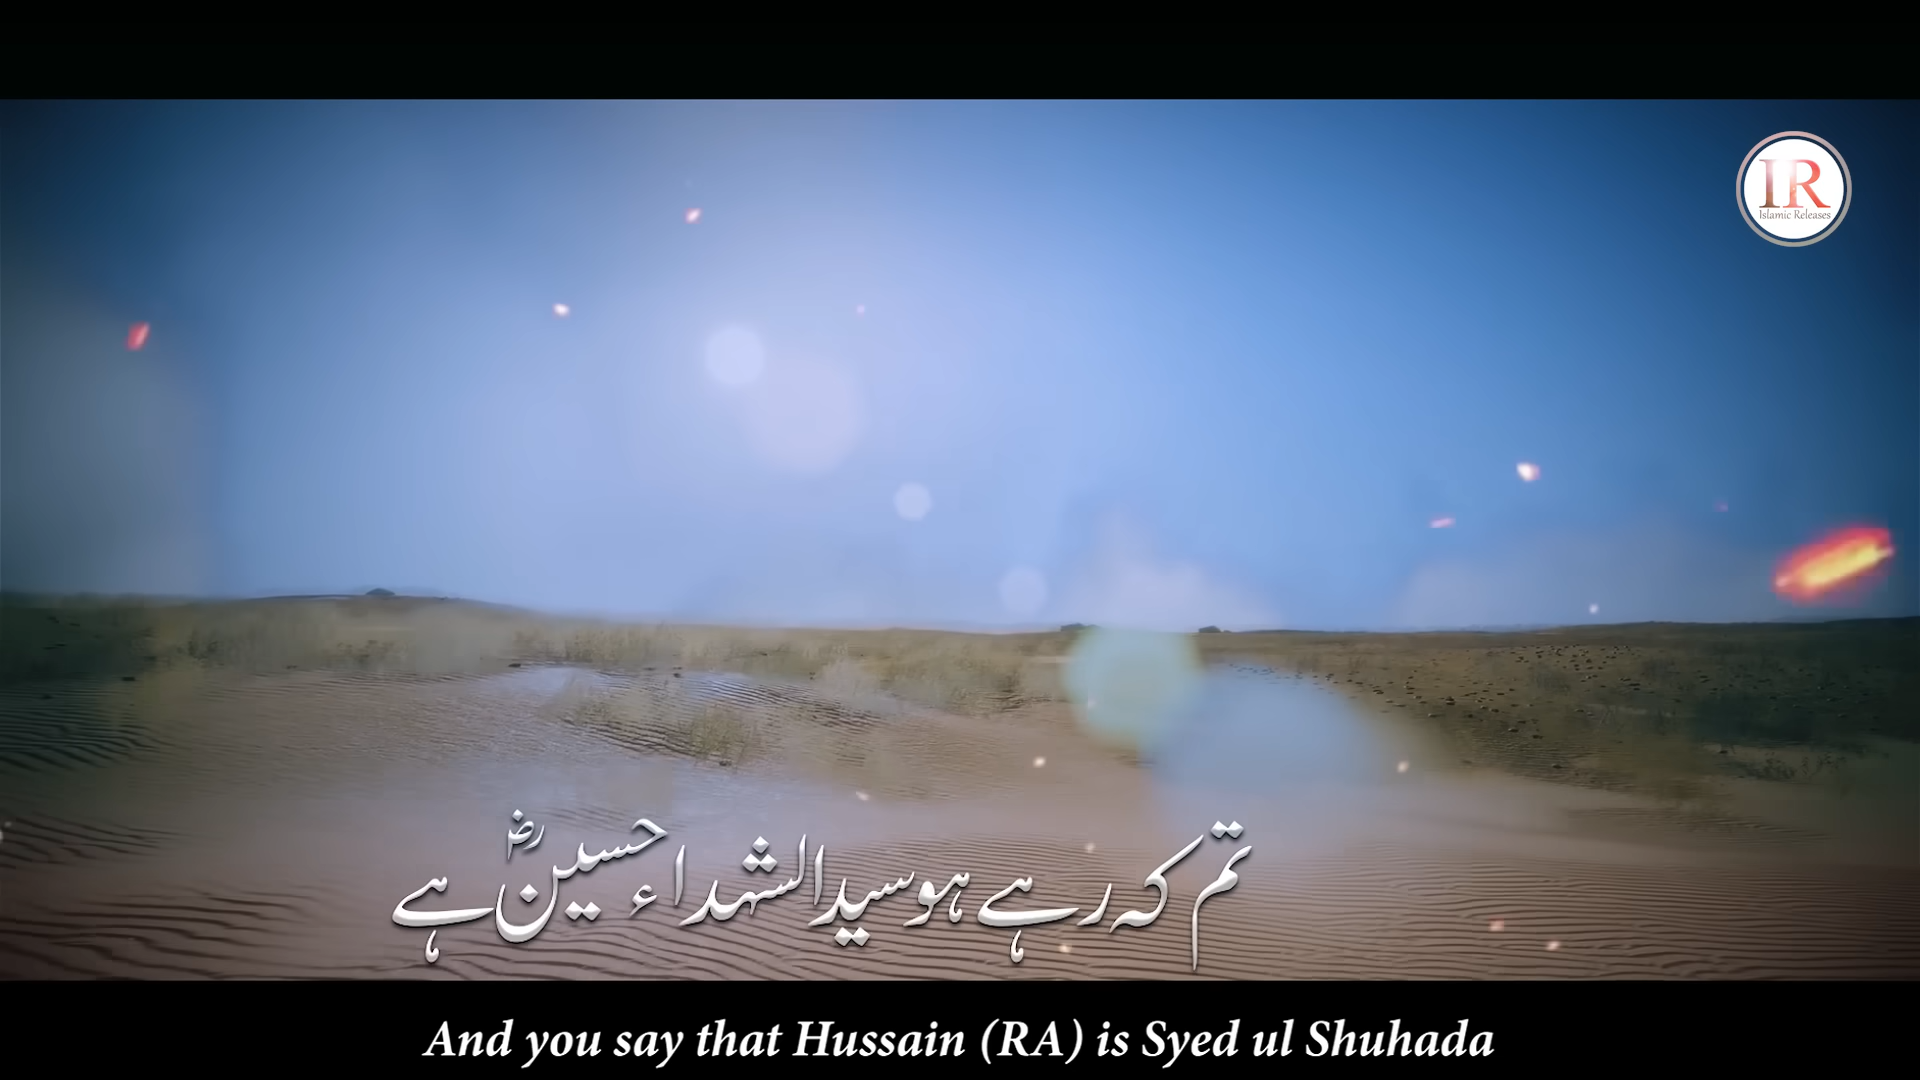 IR
Islamic Releases
تم کہ رہے ہو سید الشہداء حسینؓ ہے
And you say that Hussain (RA) is Syed ul Shuhada